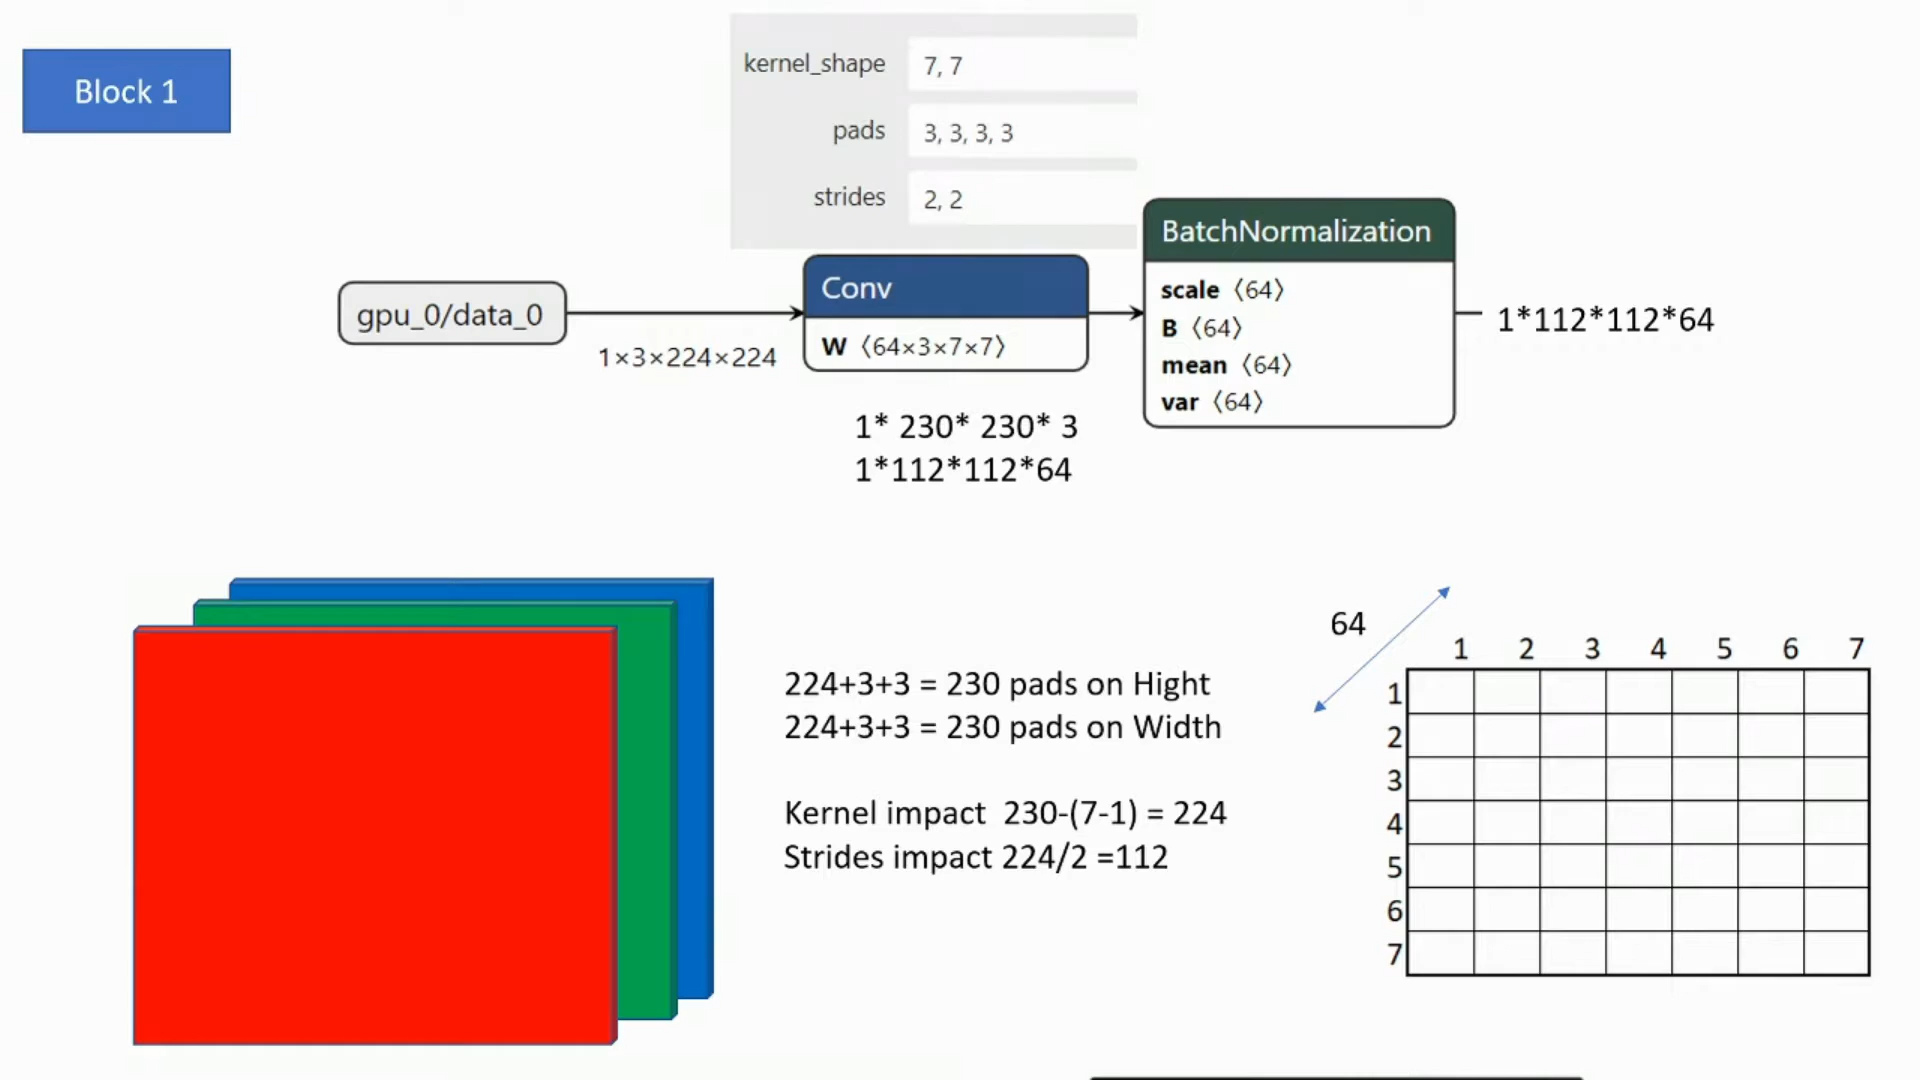 Block 1
kernel_shape 7, 7
pads 3, 3, 3, 3
strides 2, 2
gpu_0/data_0
1×3×224×224
Conv
W ⟨64×3×7×7⟩
1* 230* 230* 3
1*112*112*64
BatchNormalization
scale ⟨64⟩
B ⟨64⟩
mean ⟨64⟩
var ⟨64⟩
1*112*112*64
224+3+3 = 230 pads on Hight
224+3+3 = 230 pads on Width
Kernel impact 230-(7-1) = 224
Strides impact 224/2 =112
64
1 2 3 4 5 6 7
1
2
3
4
5
6
7